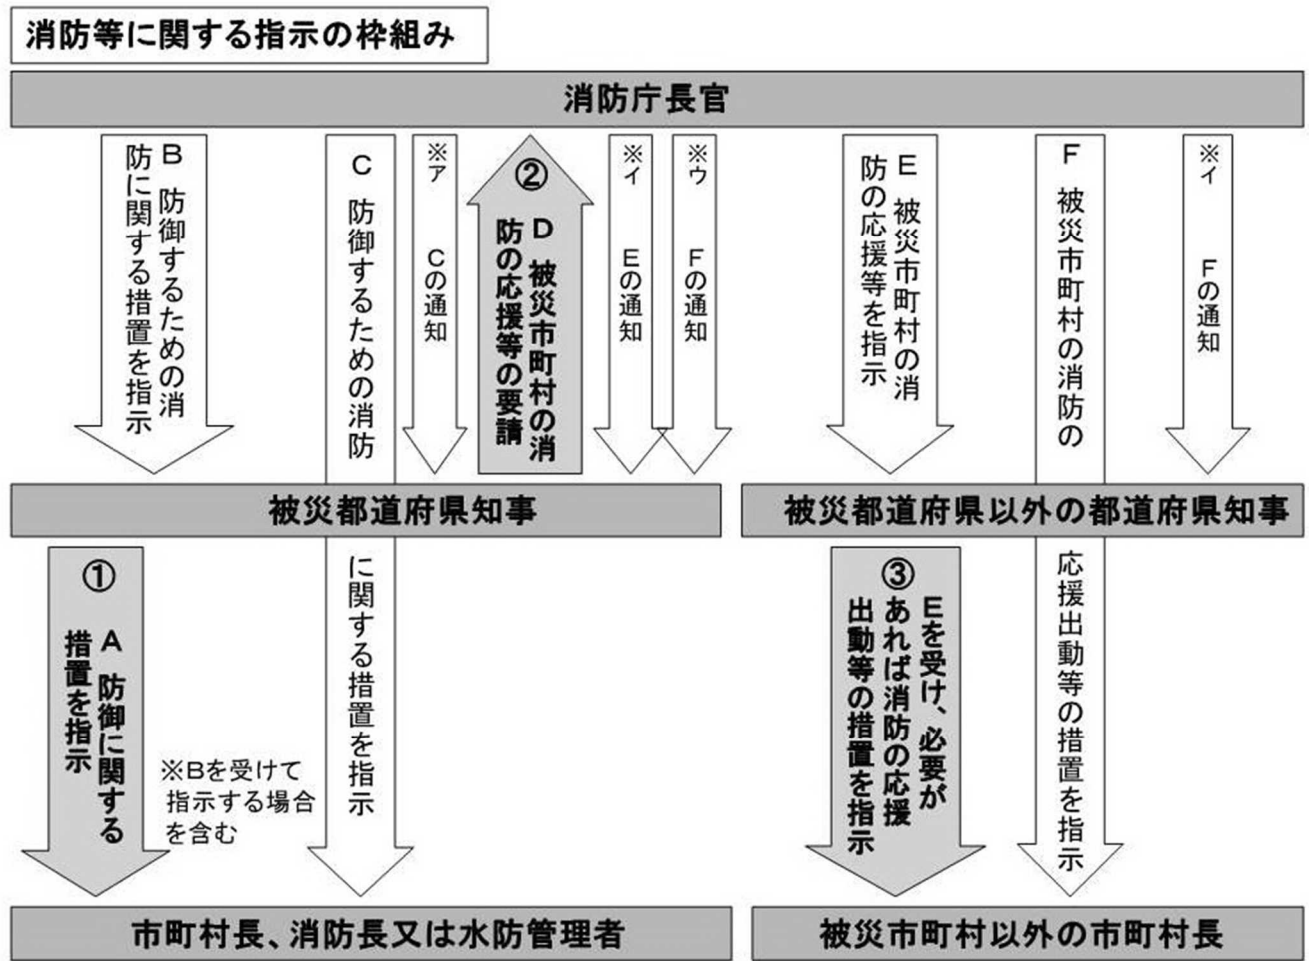 消防等に関する指示の枠組み
消防庁長官
B 防御するための消
防に関する措置を指示
C 防御するための消防
に関する措置を指示
※ア Cの通知
②
D 被災市町村の消
防の応援等の要請
※イ Eの通知
※ウ Fの通知
E 被災市町村の消
防の応援等を指示
F 被災市町村の消防の
応援出動等の措置を指示
※イ Fの通知
被災都道府県知事
被災都道府県以外の都道府県知事
①
A 防御に関する
措置を指示
※Bを受けて
指示する場合
を含む
③
Eを受け、必要が
あれば消防の応援
出動等の措置を指示
市町村長、消防長又は水防管理者
被災市町村以外の市町村長